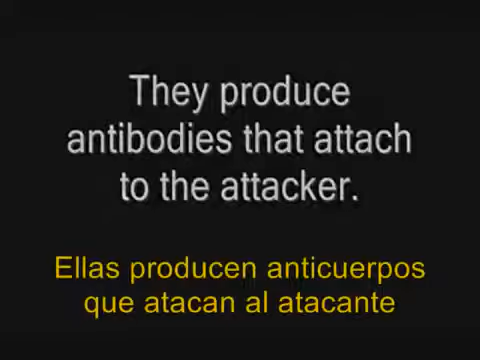 They produce
antibodies that attach
to the attacker.
Ellas producen anticuerpos
que atacan al atacante